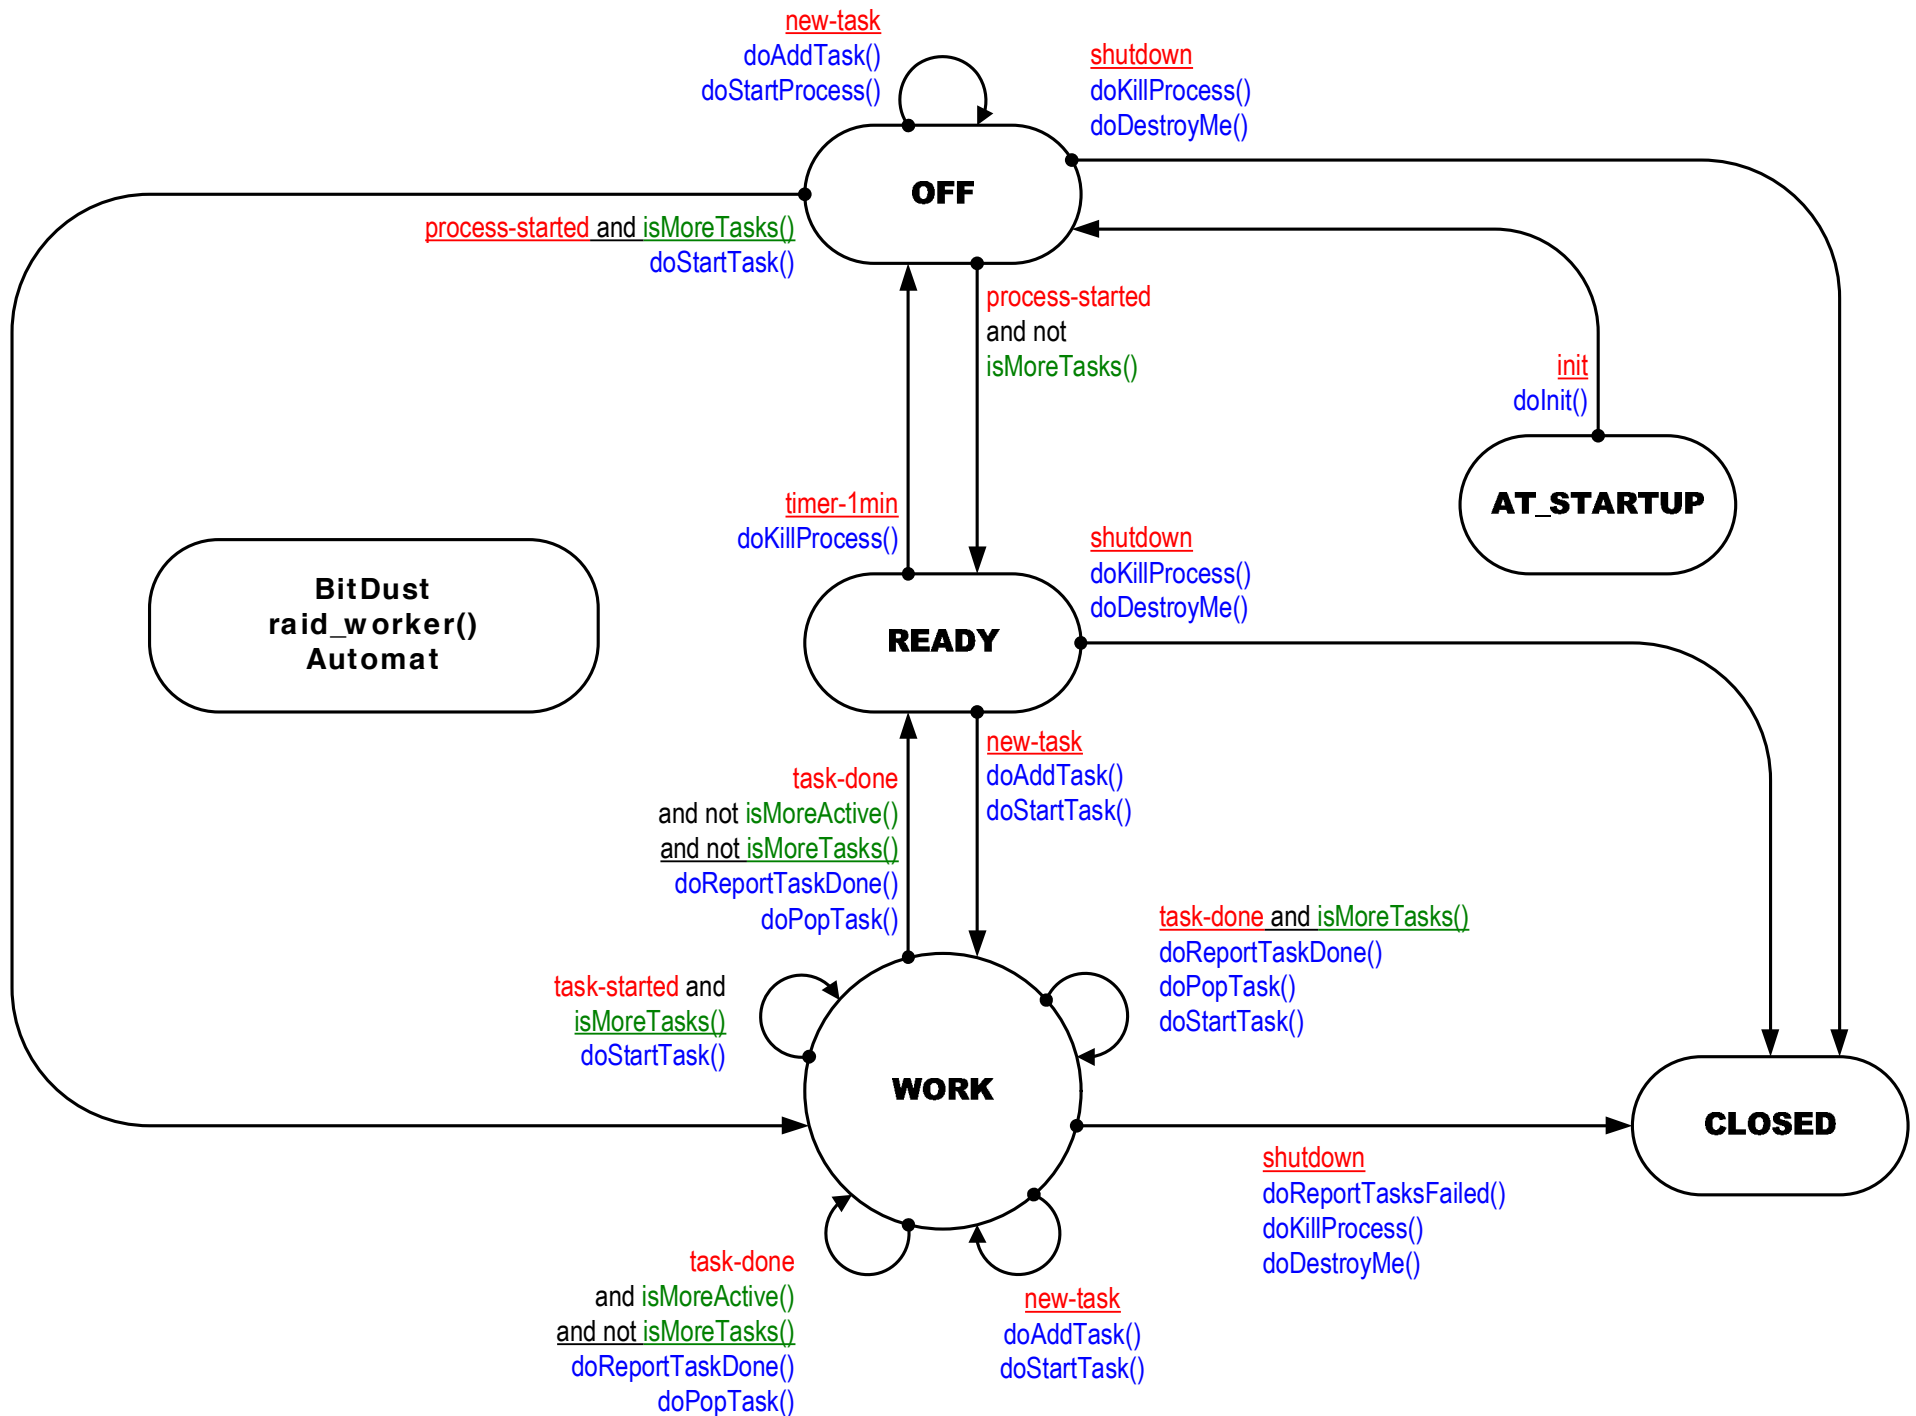 new-task
doAddTask()
doStartProcess()
shutdown
doKillProcess()
doDestroyMe()
OFF
process-started and isMoreTasks()
doStartTask()
process-started
and not
isMoreTasks()
init
doInit()
AT_STARTUP
timer-1min
doKillProcess()
shutdown
doKillProcess()
doDestroyMe()
BitDust
raid_worker()
Automat
READY
new-task
doAddTask()
doStartTask()
task-done
and not isMoreActive()
and not isMoreTasks()
doReportTaskDone()
doPopTask()
task-done and isMoreTasks()
doReportTaskDone()
doPopTask()
doStartTask()
task-started and
isMoreTasks()
doStartTask()
WORK
CLOSED
shutdown
doReportTasksFailed()
doKillProcess()
doDestroyMe()
task-done
and isMoreActive()
and not isMoreTasks()
doReportTaskDone()
doPopTask()
new-task
doAddTask()
doStartTask()